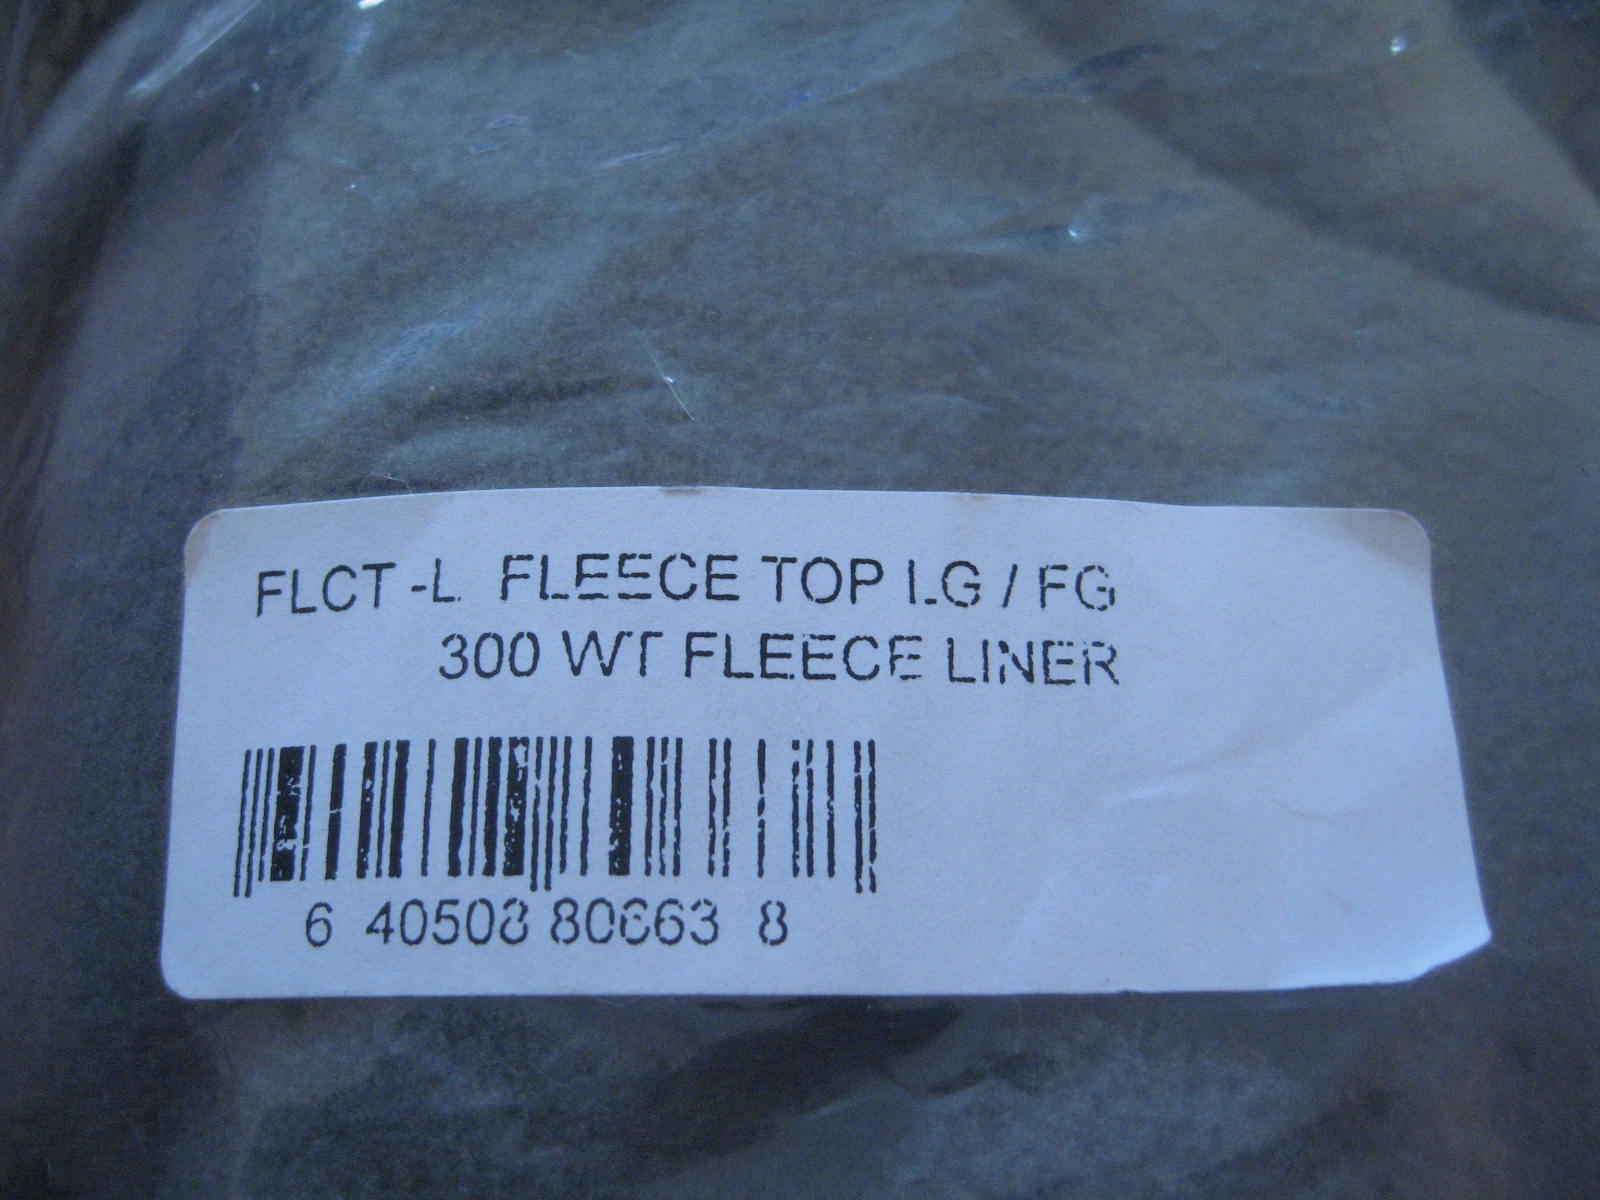 FLCT -L FLEECE TOP LG / FG
300 WT FLEECE LINER
6 40508 80663 8